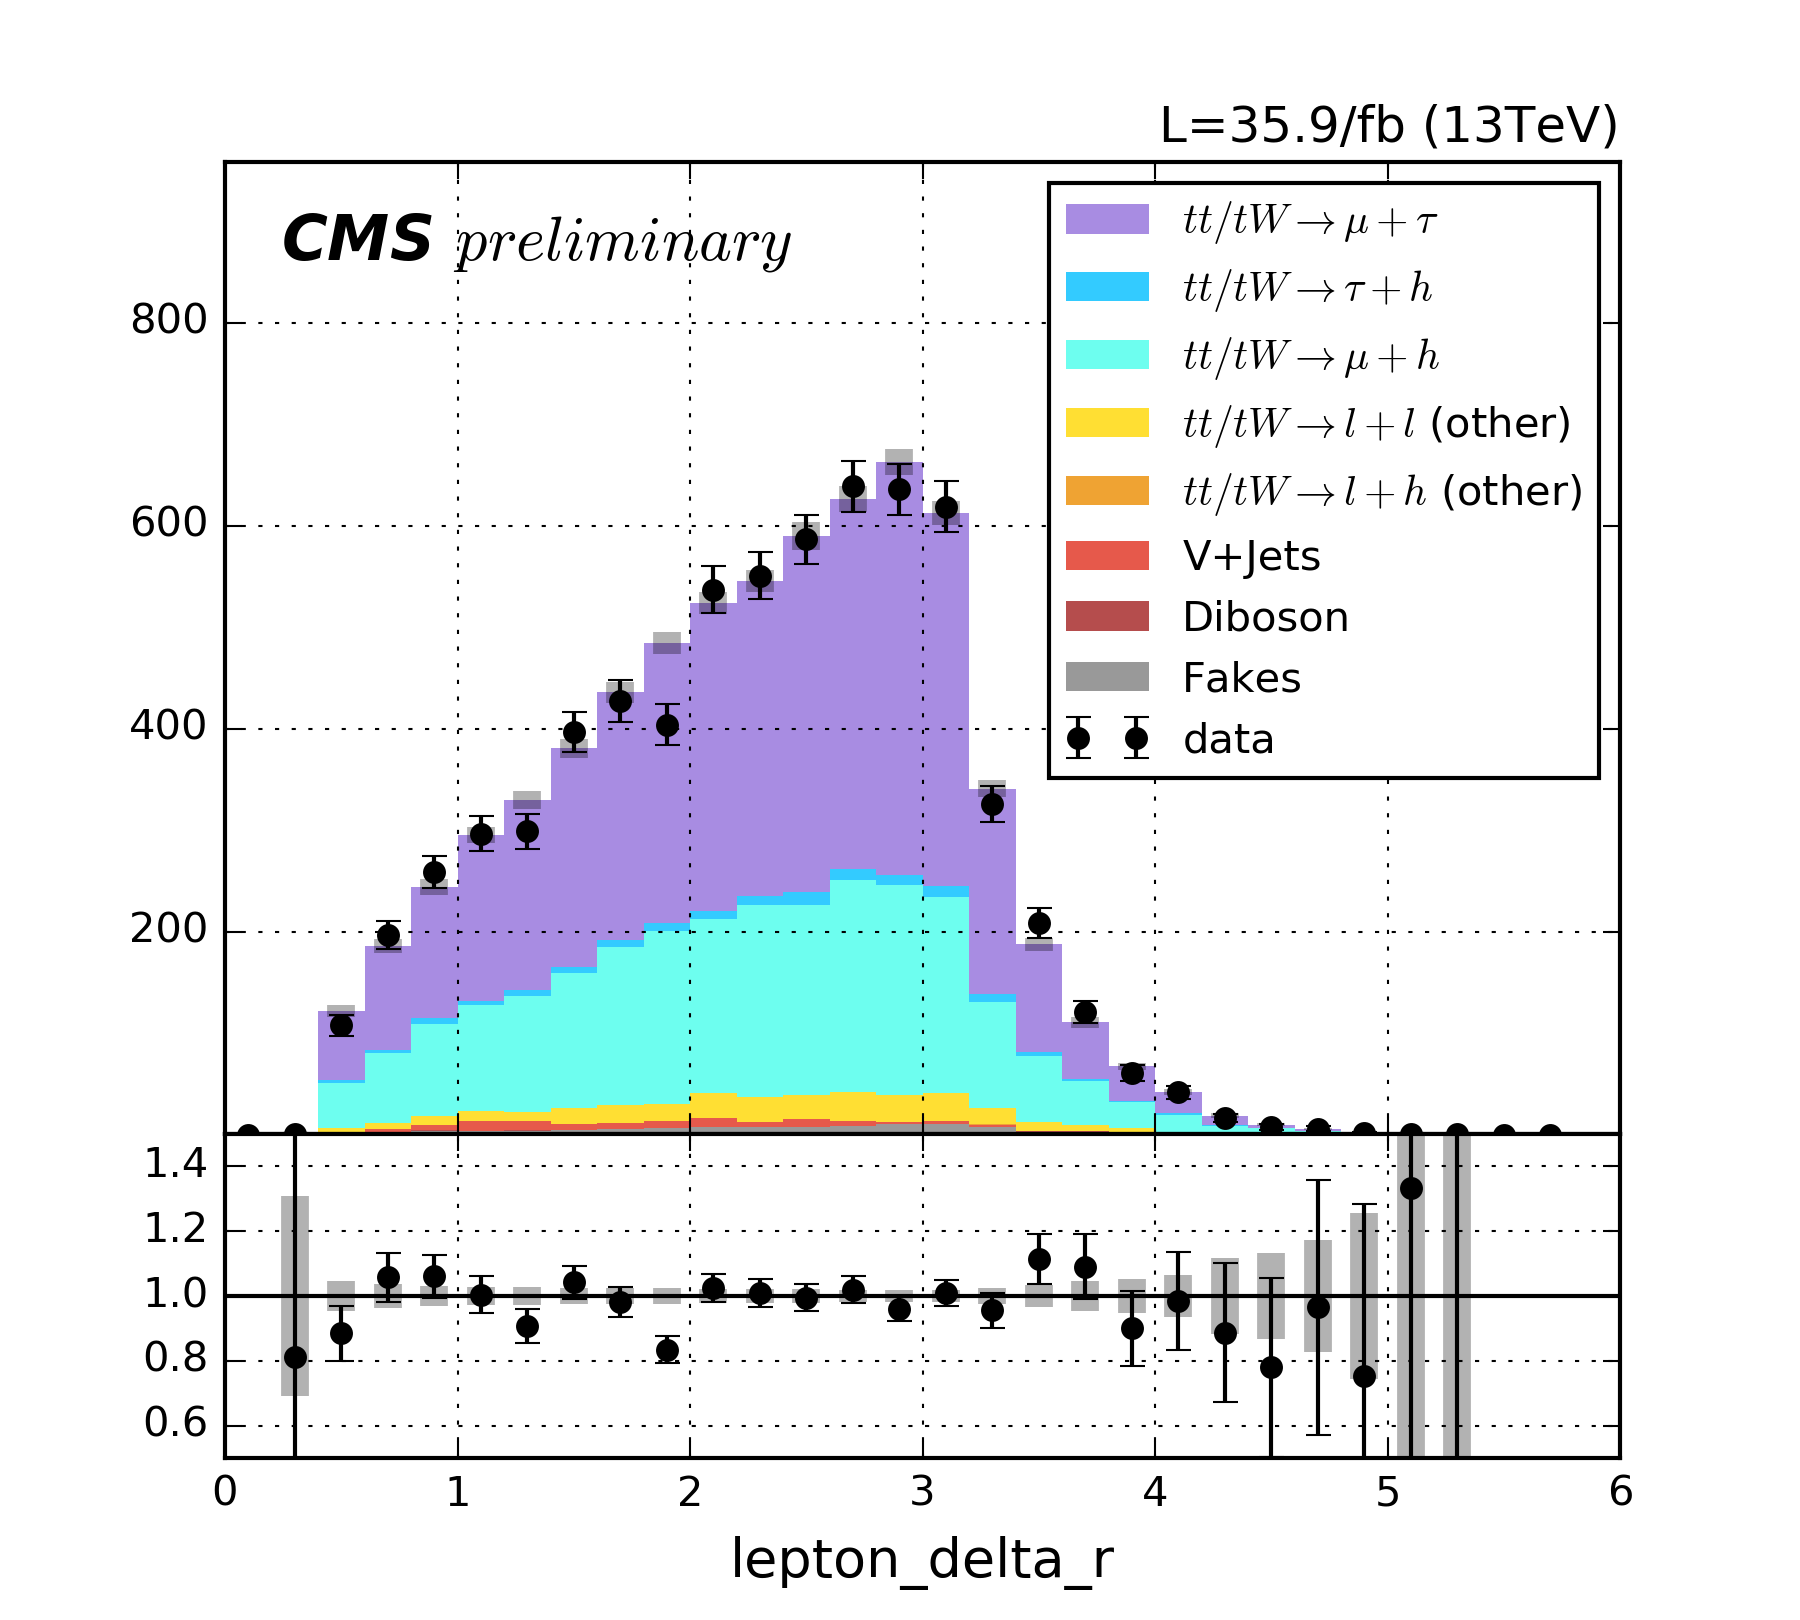 L=35.9/fb (13TeV)
CMS preliminary
tt/tW → μ + τ
tt/tW → τ + h
tt/tW → μ + h
tt/tW → l + l (other)
tt/tW → l + h (other)
V+Jets
Diboson
Fakes
data
800
600
400
200
1.4
1.2
1.0
0.8
0.6
0 1 2 3 4 5 6
lepton_delta_r